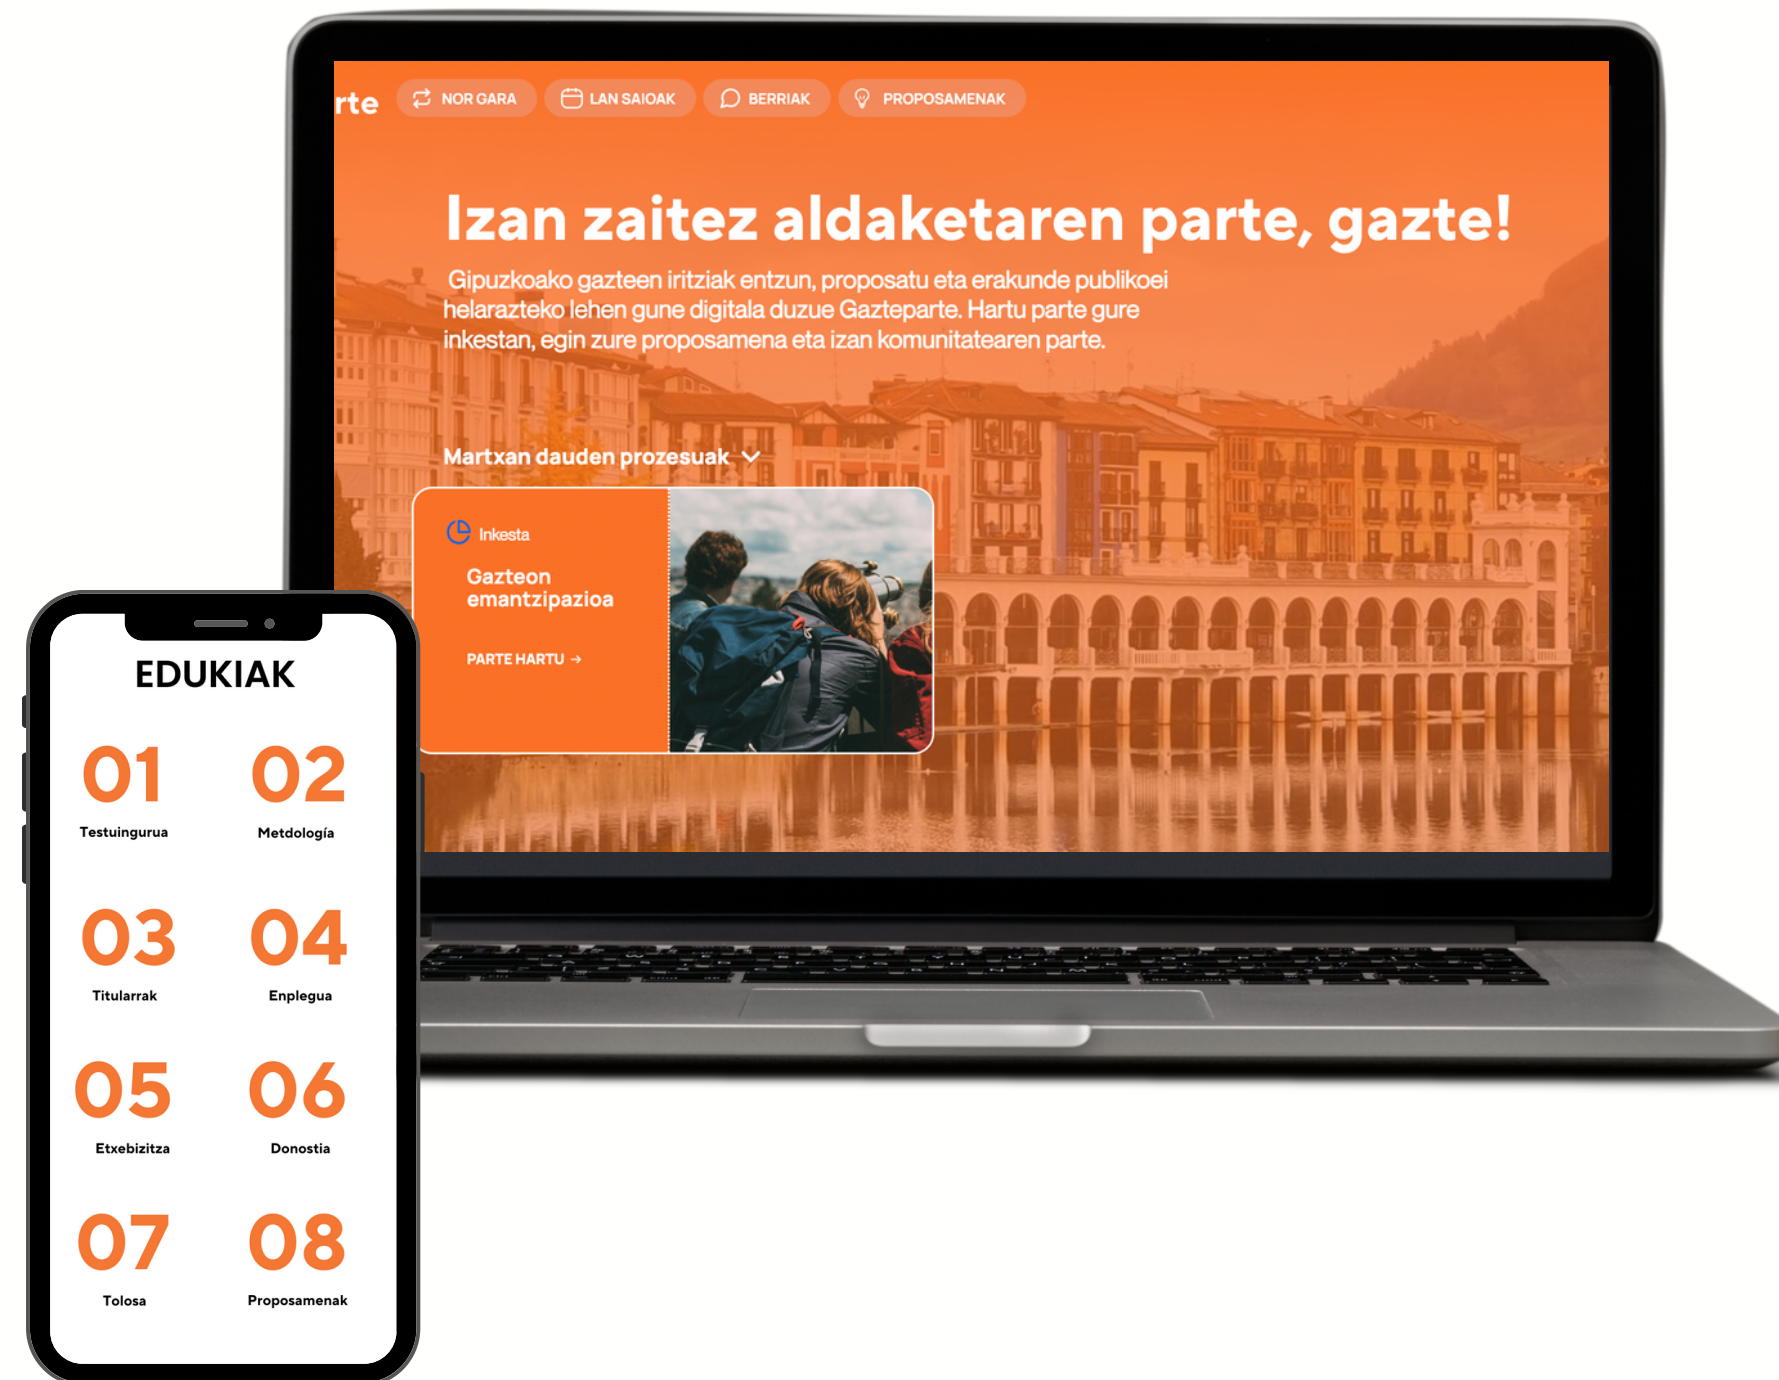 rte NOR GARA LAN SAIOAK BERRIAK PROPOSAMENAK
Izan zaitez aldaketaren parte, gazte!
Gipuzkoako gazteen iritziak entzun, proposatu eta erakunde publikoei
helarazteko lehen gune digitala duzue Gazteparte. Hartu parte gure
inkestan, egin zure proposamena eta izan komunitatearen parte.
Martxan dauden prozesuak
Inkesta
Gazteon
emantzipazioa
PARTE HARTU →
EDUKIAK
01 02
Testuingurua Metdología
03 04
Titularrak Enplegua
05 06
Etxebizitza Donostia
07 08
Tolosa Proposamenak